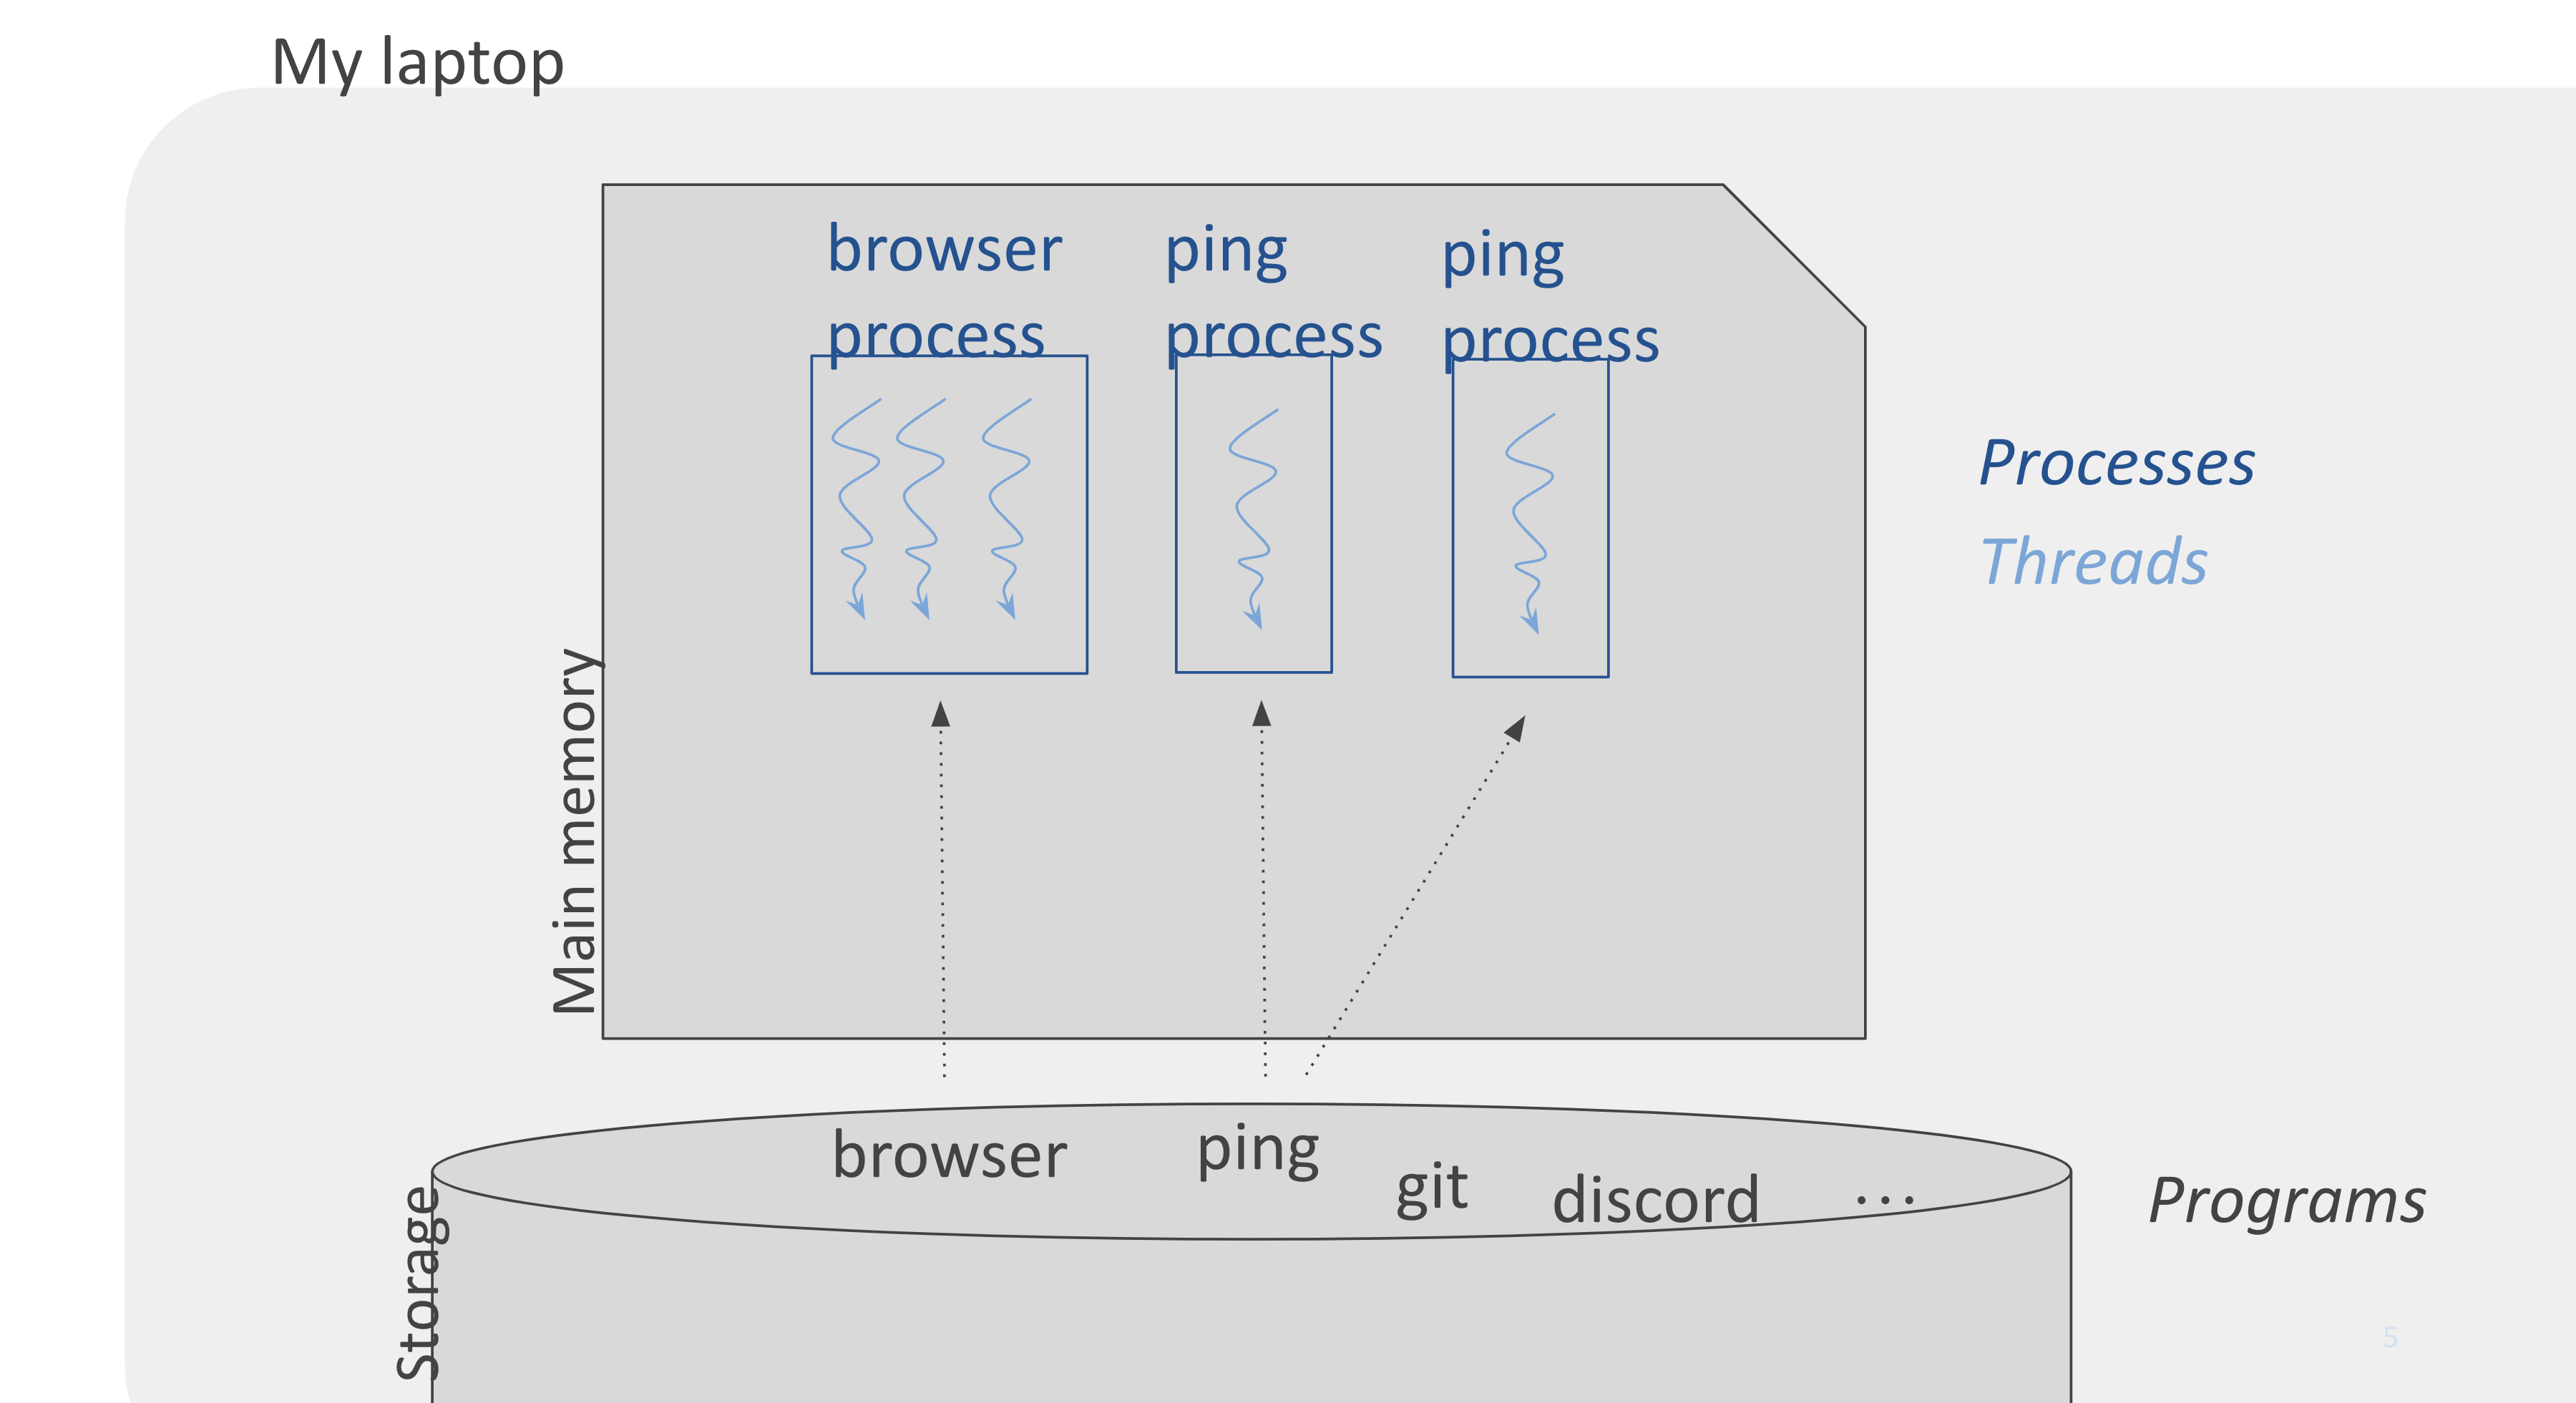 My laptop
browser
process
ping
process
ping
process
Processes
Threads
Main memory
browser
ping
git
discord
...
Programs
Storage
5